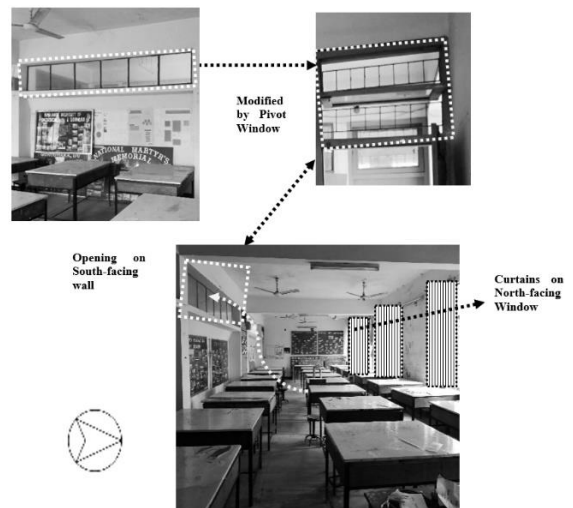 Modified
by Pivot
Window
NATIONAL MARTYR'S
MEMORIAL
Opening on
South-facing
wall
Curtains on
North-facing
Window